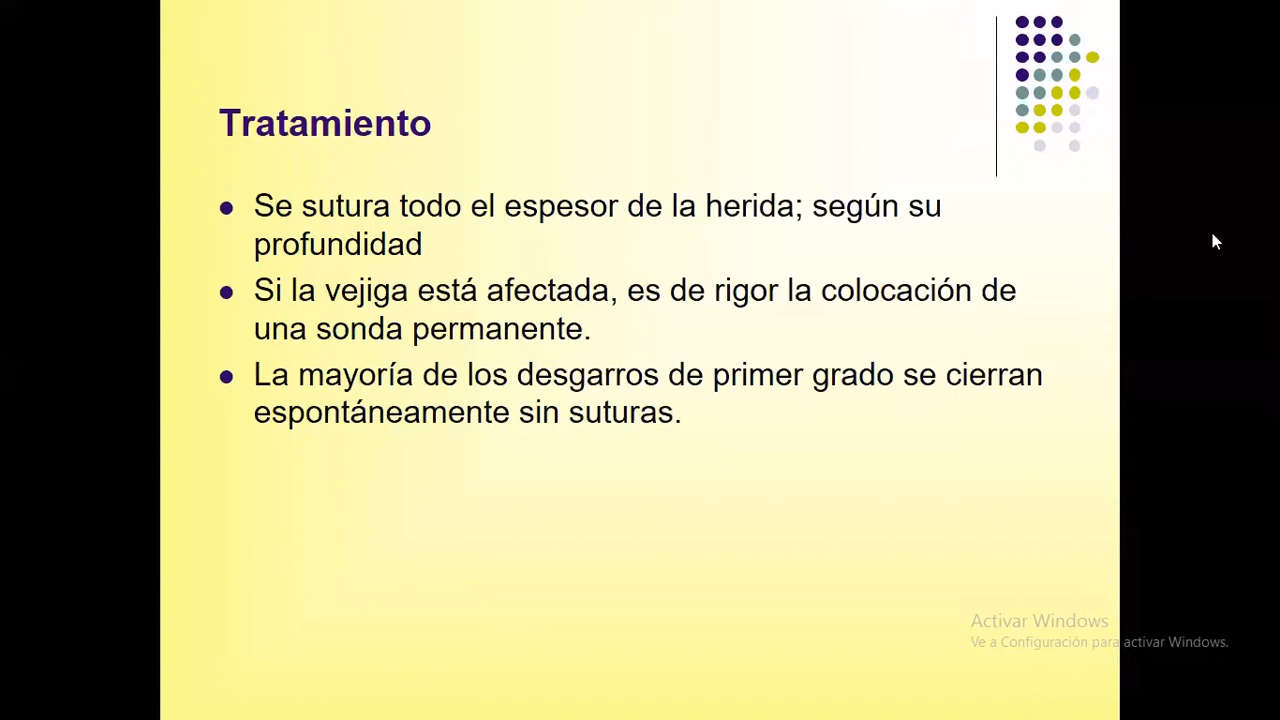 Tratamiento
Se sutura todo el espesor de la herida; según su
profundidad
Si la vejiga está afectada, es de rigor la colocación de
una sonda permanente.
La mayoría de los desgarros de primer grado se cierran
espontáneamente sin suturas.
Activar Windows
Ve a Configuración para activar Windows.